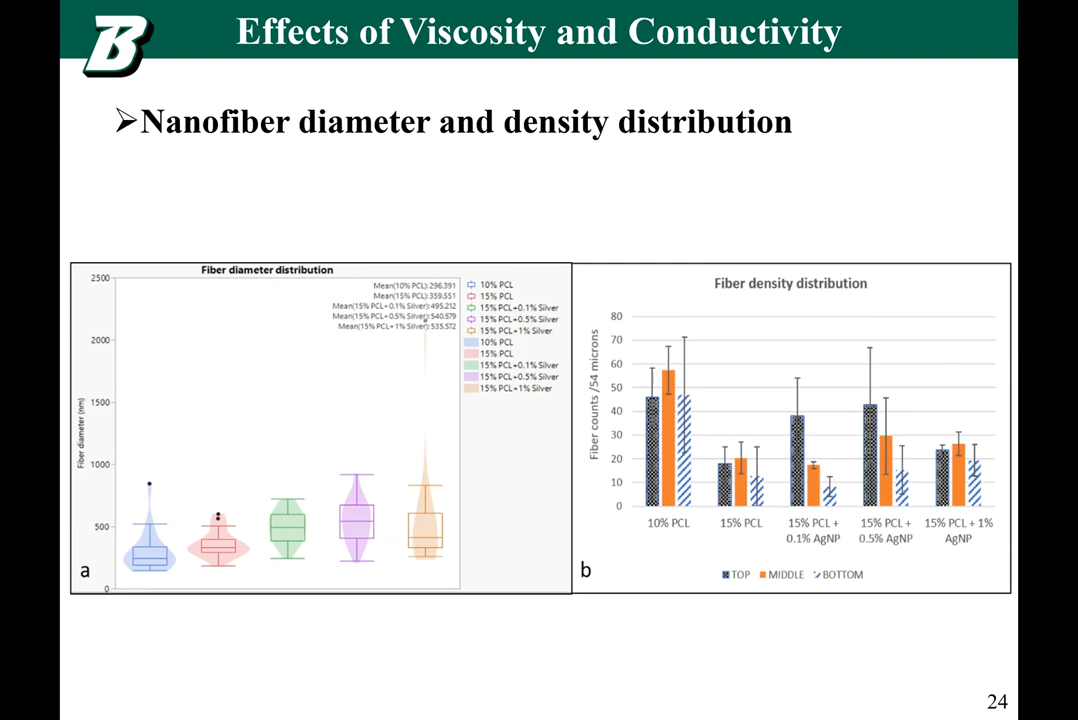 B
Effects of Viscosity and Conductivity
➢Nanofiber diameter and density distribution
Fiber diameter distribution
2500
2000
1500
1000
500
0
Fiber diameter (nm)
Mean(10% PCL):296.391
Mean(15% PCL):359.551
Mean(15% PCL+0.1% Silver):495.212
Mean(15% PCL+0.5% Silver):540.579
Mean(15% PCL+1% Silver):535.572
10% PCL
15% PCL
15% PCL+0.1% Silver
15% PCL+0.5% Silver
15% PCL+1% Silver
10% PCL
15% PCL
15% PCL+0.1% Silver
15% PCL+0.5% Silver
15% PCL+1% Silver
a
Fiber density distribution
80
70
60
50
40
30
20
10
0
Fiber counts /54 microns
10% PCL
15% PCL
15% PCL +
0.1% AgNP
15% PCL +
0.5% AgNP
15% PCL + 1%
AgNP
TOP MIDDLE BOTTOM
b
24